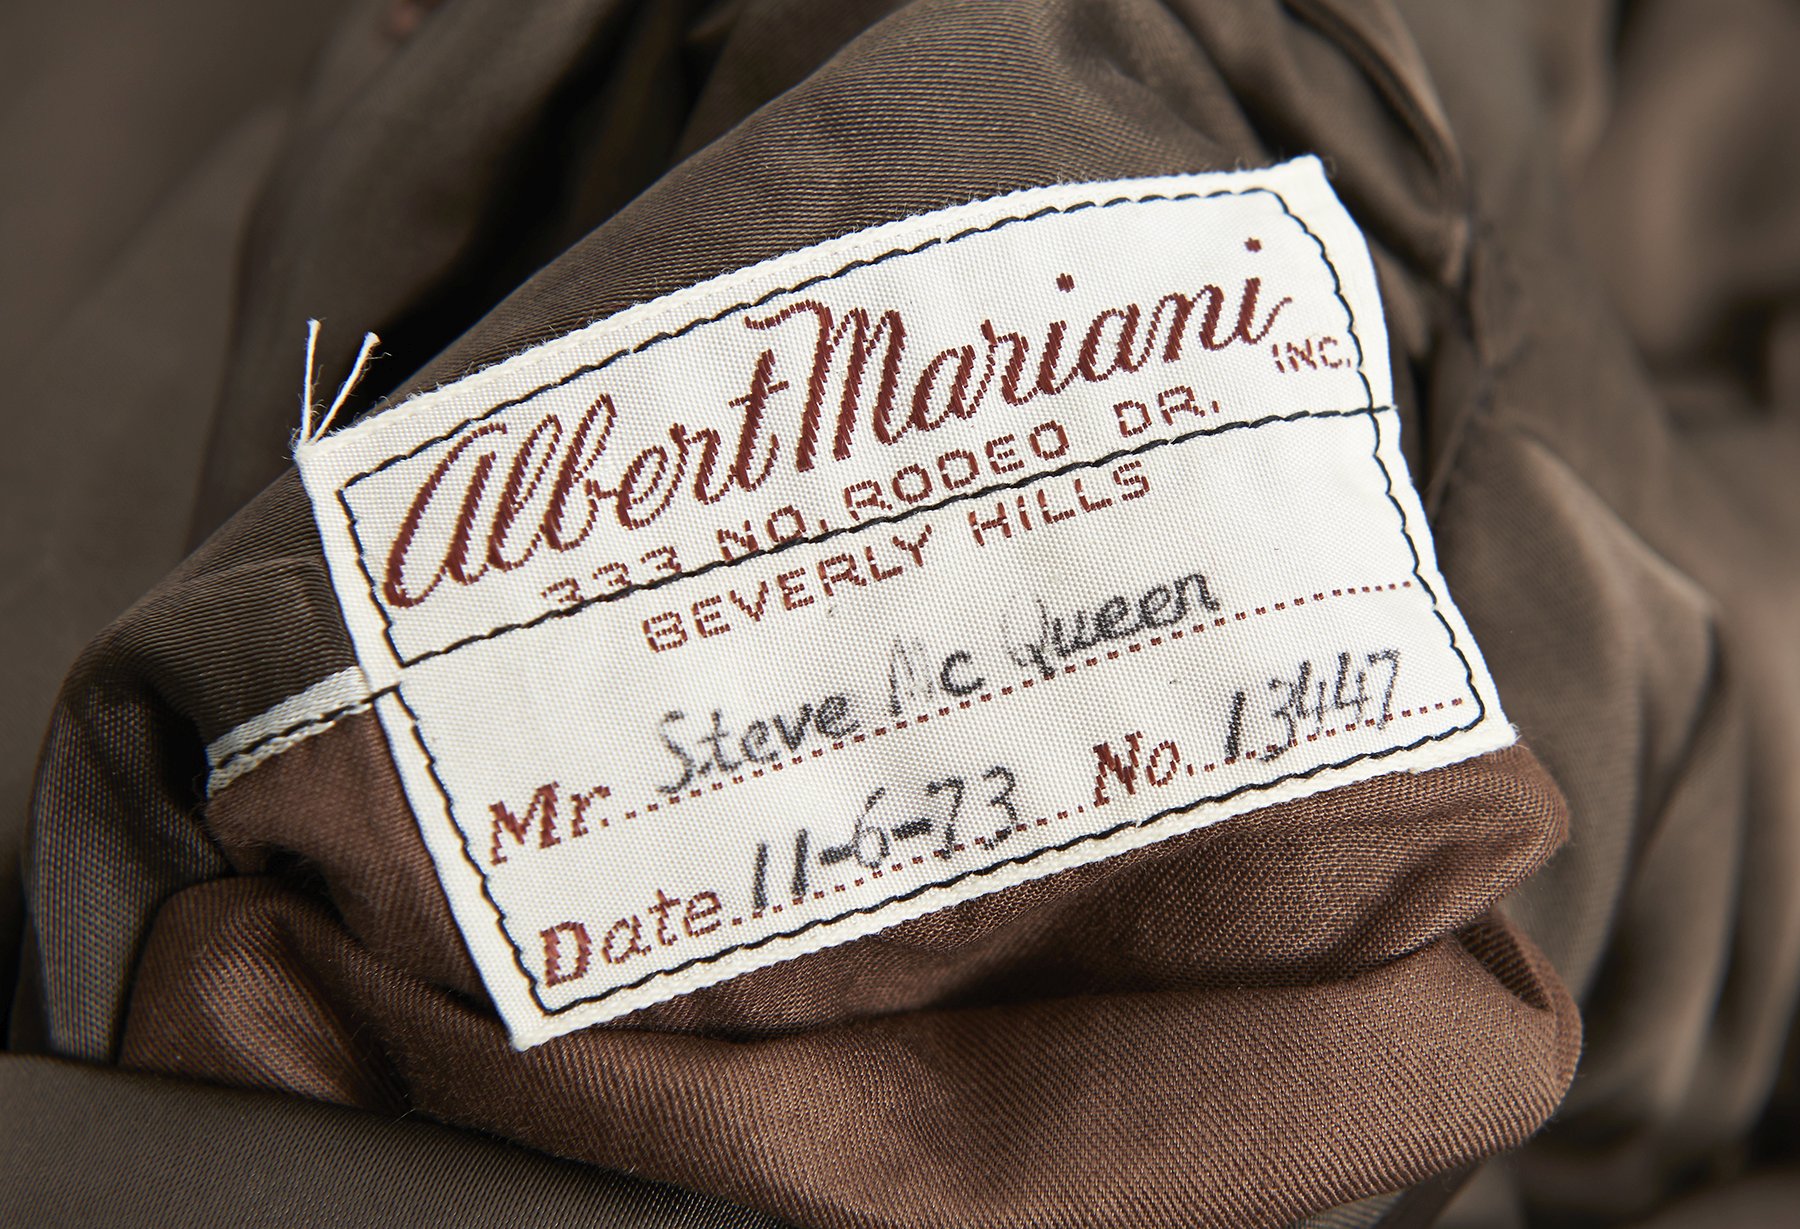 Albert Mariani INC.
333 NO. RODEO DR.
BEVERLY HILLS
Mr. Steve Mc Queen
Date. 11-6-73 No. 13447